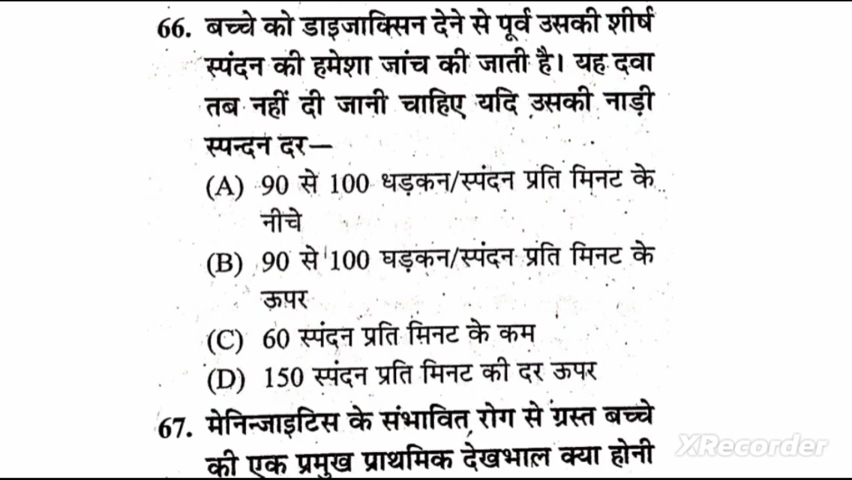 66. बच्चे को डाइजाक्सिन देने से पूर्व उसकी शीर्ष
स्पंदन की हमेशा जांच की जाती है। यह दवा
तब नहीं दी जानी चाहिए यदि उसकी नाड़ी
स्पन्दन दर—
(A) 90 से 100 धड़कन/स्पंदन प्रति मिनट के
नीचे
(B) 90 से 100 घड़कन/स्पंदन प्रति मिनट के
ऊपर
(C) 60 स्पंदन प्रति मिनट के कम
(D) 150 स्पंदन प्रति मिनट की दर ऊपर
67. मेनिन्जाइटिस के संभावित रोग से ग्रस्त बच्चे
की एक प्रमुख प्राथमिक देखभाल क्या होनी
XRecorder